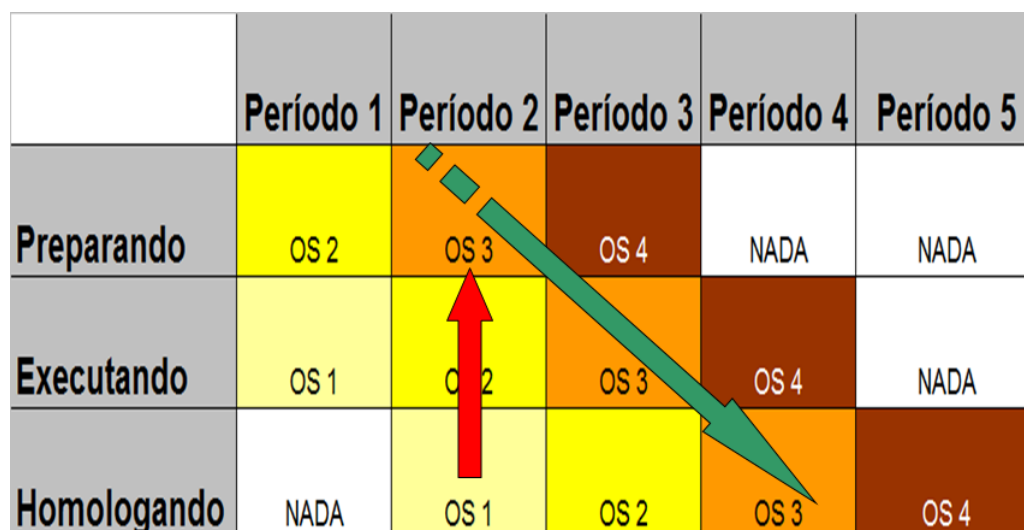 Período 1 Período 2 Período 3 Período 4 Período 5
Preparando OS 2 OS 3 OS 4 NADA NADA
Executando OS 1 2 OS 3 OS 4 NADA
Homologando NADA OS 1 OS 2 OS 3 OS 4